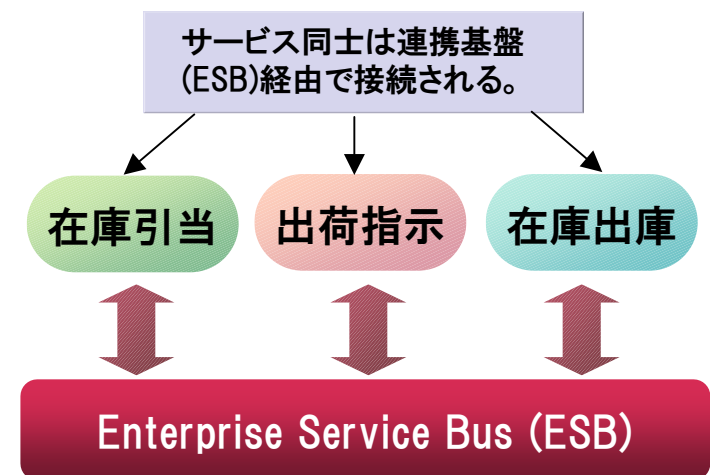 サービス同士は連携基盤
(ESB)経由で接続される。
在庫引当
出荷指示
在庫出庫
Enterprise Service Bus (ESB)